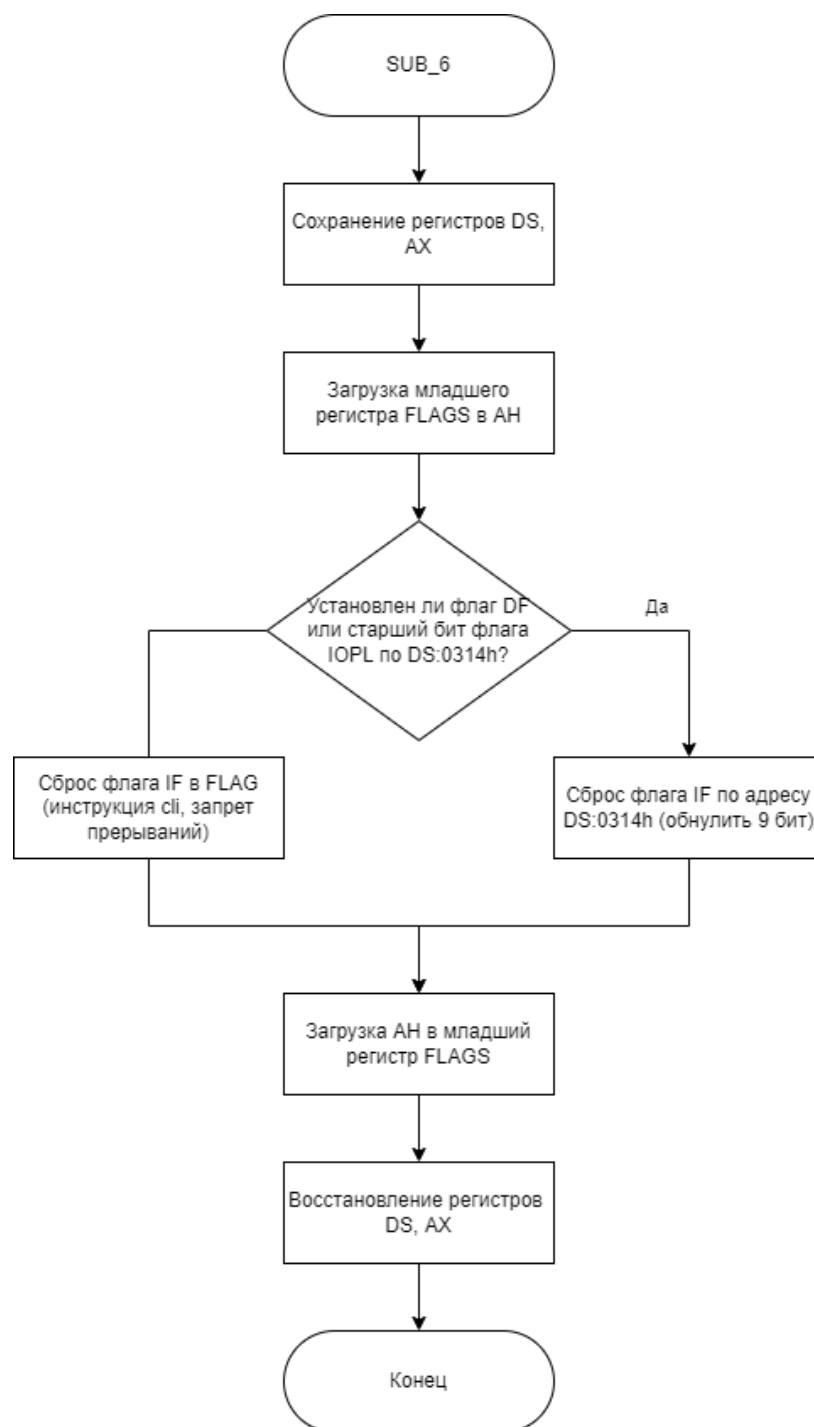 SUB_6
Сохранение регистров DS,
AX
Загрузка младшего
регистра FLAGS в AH
Установлен ли флаг DF
или старший бит флага
IOPL по DS:0314h?
Да
Сброс флага IF в FLAG
(инструкция cli, запрет
прерываний)
Сброс флага IF по адресу
DS:0314h (обнулить 9 бит)
Загрузка AH в младший
регистр FLAGS
Восстановление регистров
DS, AX
Конец